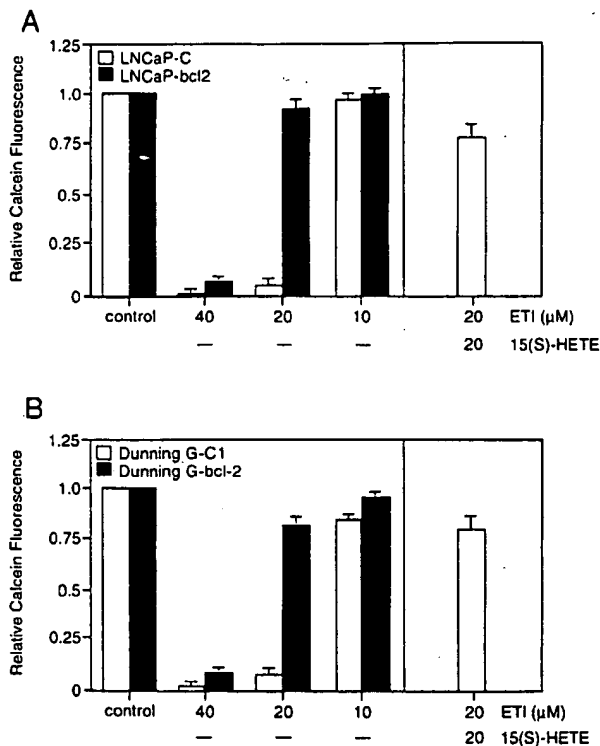 A
1.25
LNCaP-C
LNCaP-bcl2
1.0
0.75
0.5
0.25
0
Relative Calcein Fluorescence
control 40 20 10 20 ETI (µM)
— — — 20 15(S)-HETE
B
1.25
Dunning G-C1
Dunning G-bcl-2
1.0
0.75
0.5
0.25
0
Relative Calcein Fluorescence
control 40 20 10 20 ETI (µM)
— — — 20 15(S)-HETE